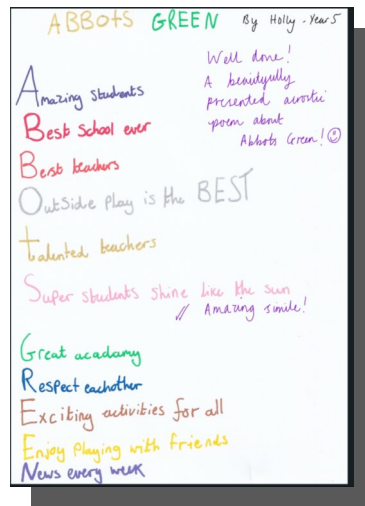 ABBOtS GREEN By Holly - Year 5
Well done!
A beautyfully
presented acrostic
poem about
Abbots Green!
Amazing students
Best school ever
Best teachers
OutSide play is the BEST
talented teachers
Super students shine like the sun
Amazing simile!
Great acadamy
Respect eachother
Exciting activities for all
Enjoy Playing with friends
News every week